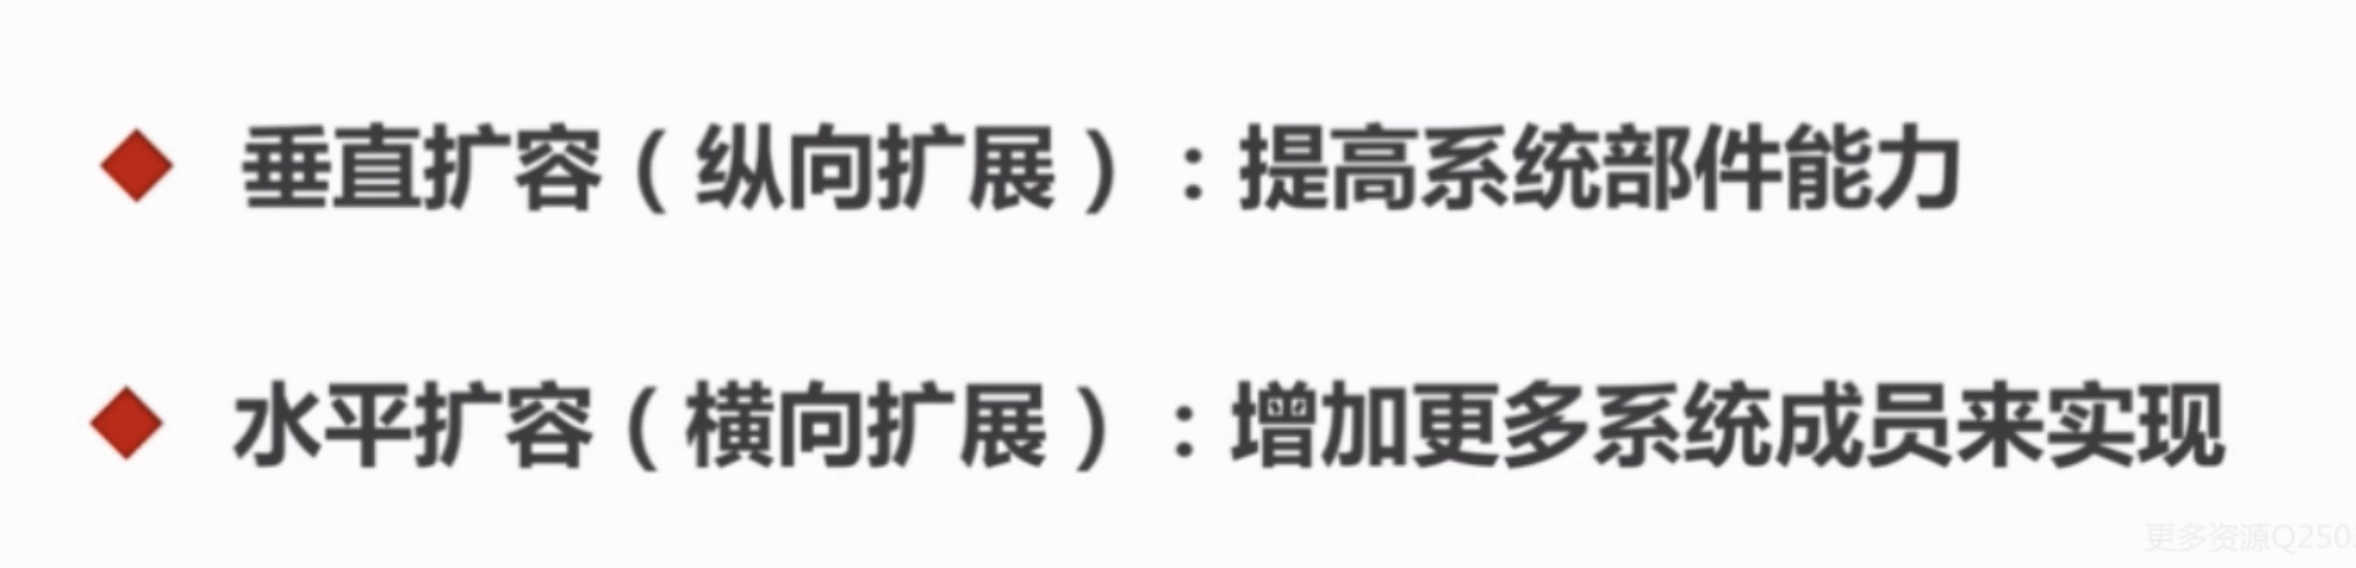 垂直扩容（纵向扩展）：提高系统部件能力
水平扩容（横向扩展）：增加更多系统成员来实现
更多资源Q250